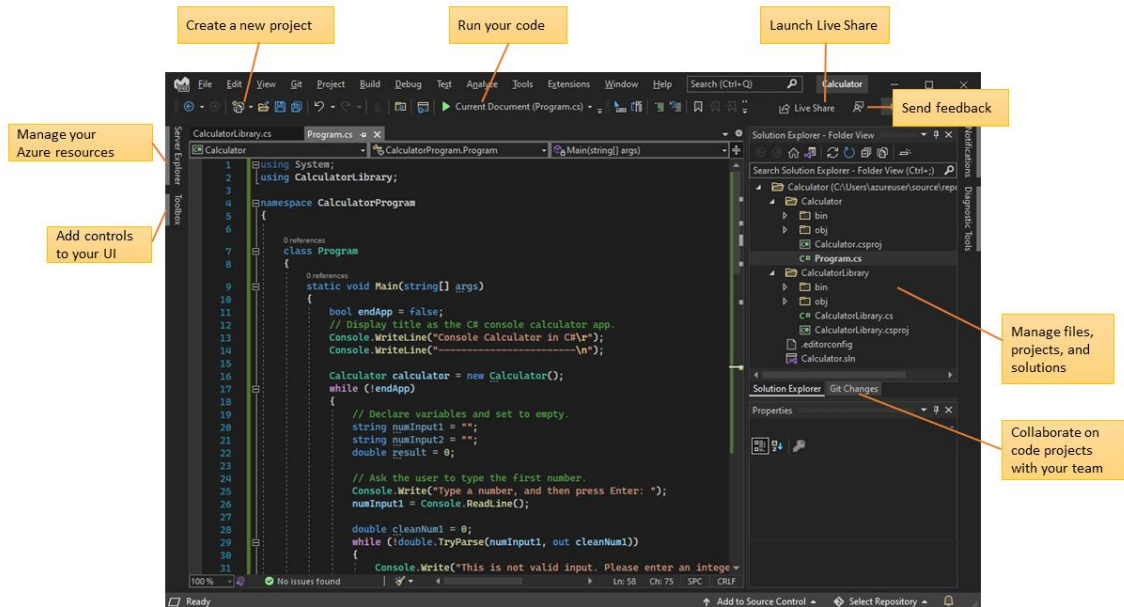 Create a new project
Run your code
Launch Live Share
File Edit View Git Project Build Debug Test Analyze Tools Extensions Window Help Search (Ctrl+Q) Calculator
Current Document (Program.cs)
Live Share
Send feedback
Manage your
Azure resources
Add controls
to your UI
Server Explorer
Toolbox
CalculatorLibrary.cs Program.cs
Calculator CalculatorProgram.Program Main(string[] args)
1 using System;
2 using CalculatorLibrary;
3
4 namespace CalculatorProgram
5 {
6
0 references
7 class Program
8 {
0 references
9 static void Main(string[] args)
10 {
11 bool endApp = false;
12 // Display title as the C# console calculator app.
13 Console.WriteLine("Console Calculator in C#\r");
14 Console.WriteLine("------------------------\n");
15
16 Calculator calculator = new Calculator();
17 while (!endApp)
18 {
19 // Declare variables and set to empty.
20 string numInput1 = "";
21 string numInput2 = "";
22 double result = 0;
23
24 // Ask the user to type the first number.
25 Console.Write("Type a number, and then press Enter: ");
26 numInput1 = Console.ReadLine();
27
28 double cleanNum1 = 0;
29 while (!double.TryParse(numInput1, out cleanNum1))
30 {
31 Console.Write("This is not valid input. Please enter an intege
100 % No issues found Ln: 58 Ch: 75 SPC CRLF
Solution Explorer - Folder View
Search Solution Explorer - Folder View (Ctrl+;)
Calculator (C:\Users\azureuser\source\repo
Calculator
bin
obj
Calculator.csproj
C# Program.cs
CalculatorLibrary
bin
obj
C# CalculatorLibrary.cs
CalculatorLibrary.csproj
.editorconfig
Calculator.sln
Solution Explorer Git Changes
Properties
Notifications
Diagnostic Tools
Manage files,
projects, and
solutions
Collaborate on
code projects
with your team
Ready Add to Source Control Select Repository